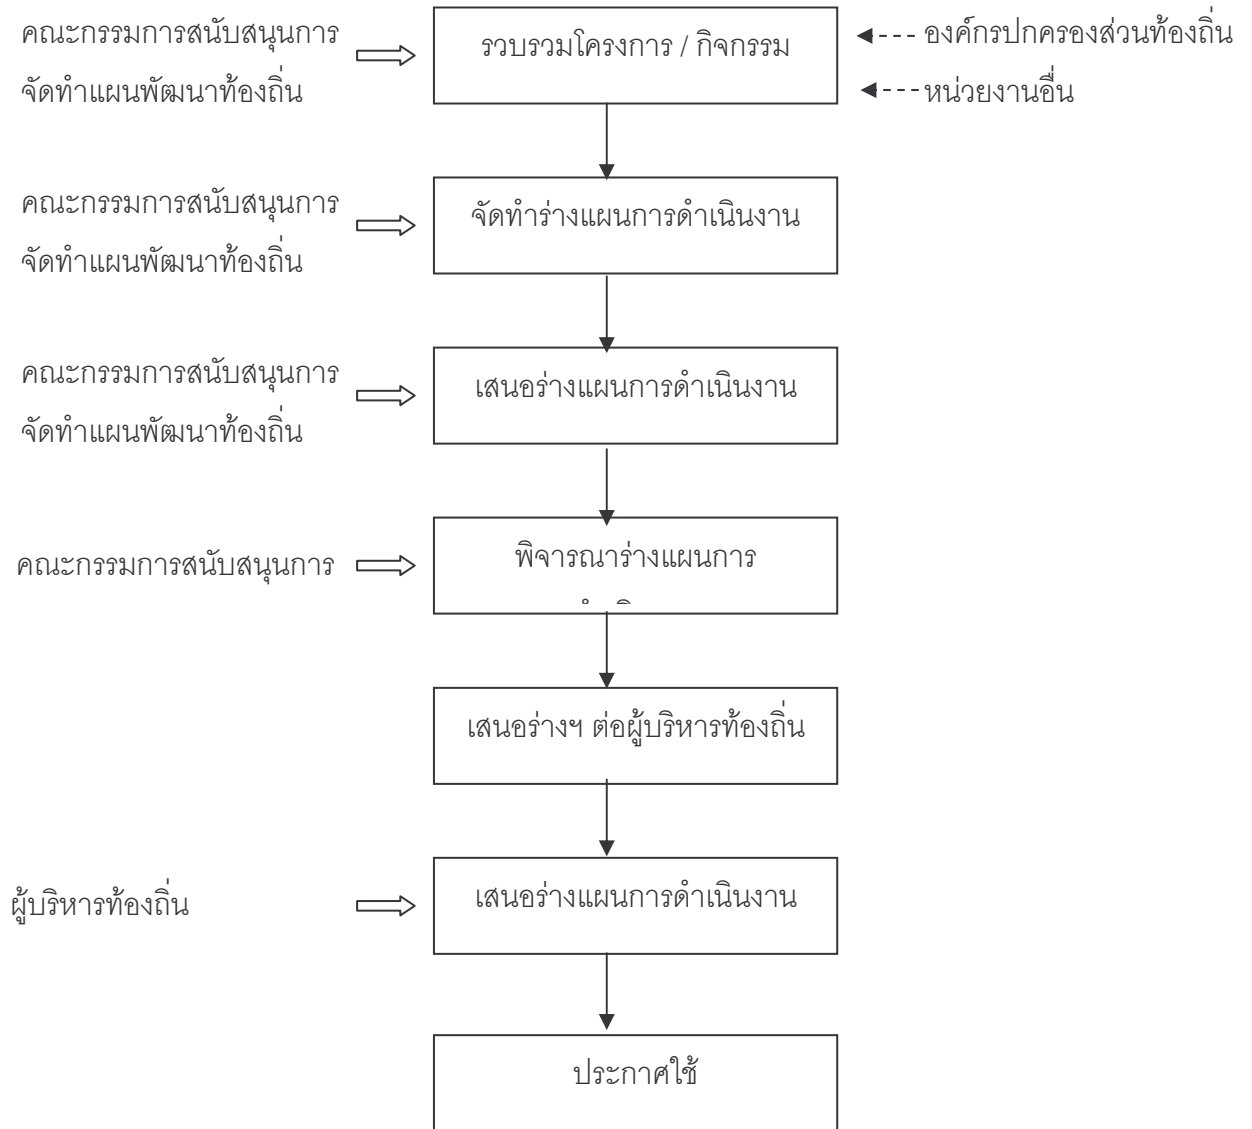 คณะกรรมการสนับสนุนการ
จัดทำแผนพัฒนาท้องถิ่น
รวบรวมโครงการ / กิจกรรม
องค์กรปกครองส่วนท้องถิ่น
หน่วยงานอื่น
คณะกรรมการสนับสนุนการ
จัดทำแผนพัฒนาท้องถิ่น
จัดทำร่างแผนการดำเนินงาน
คณะกรรมการสนับสนุนการ
จัดทำแผนพัฒนาท้องถิ่น
เสนอร่างแผนการดำเนินงาน
คณะกรรมการสนับสนุนการ
พิจารณาร่างแผนการ
เสนอร่างฯ ต่อผู้บริหารท้องถิ่น
ผู้บริหารท้องถิ่น
เสนอร่างแผนการดำเนินงาน
ประกาศใช้